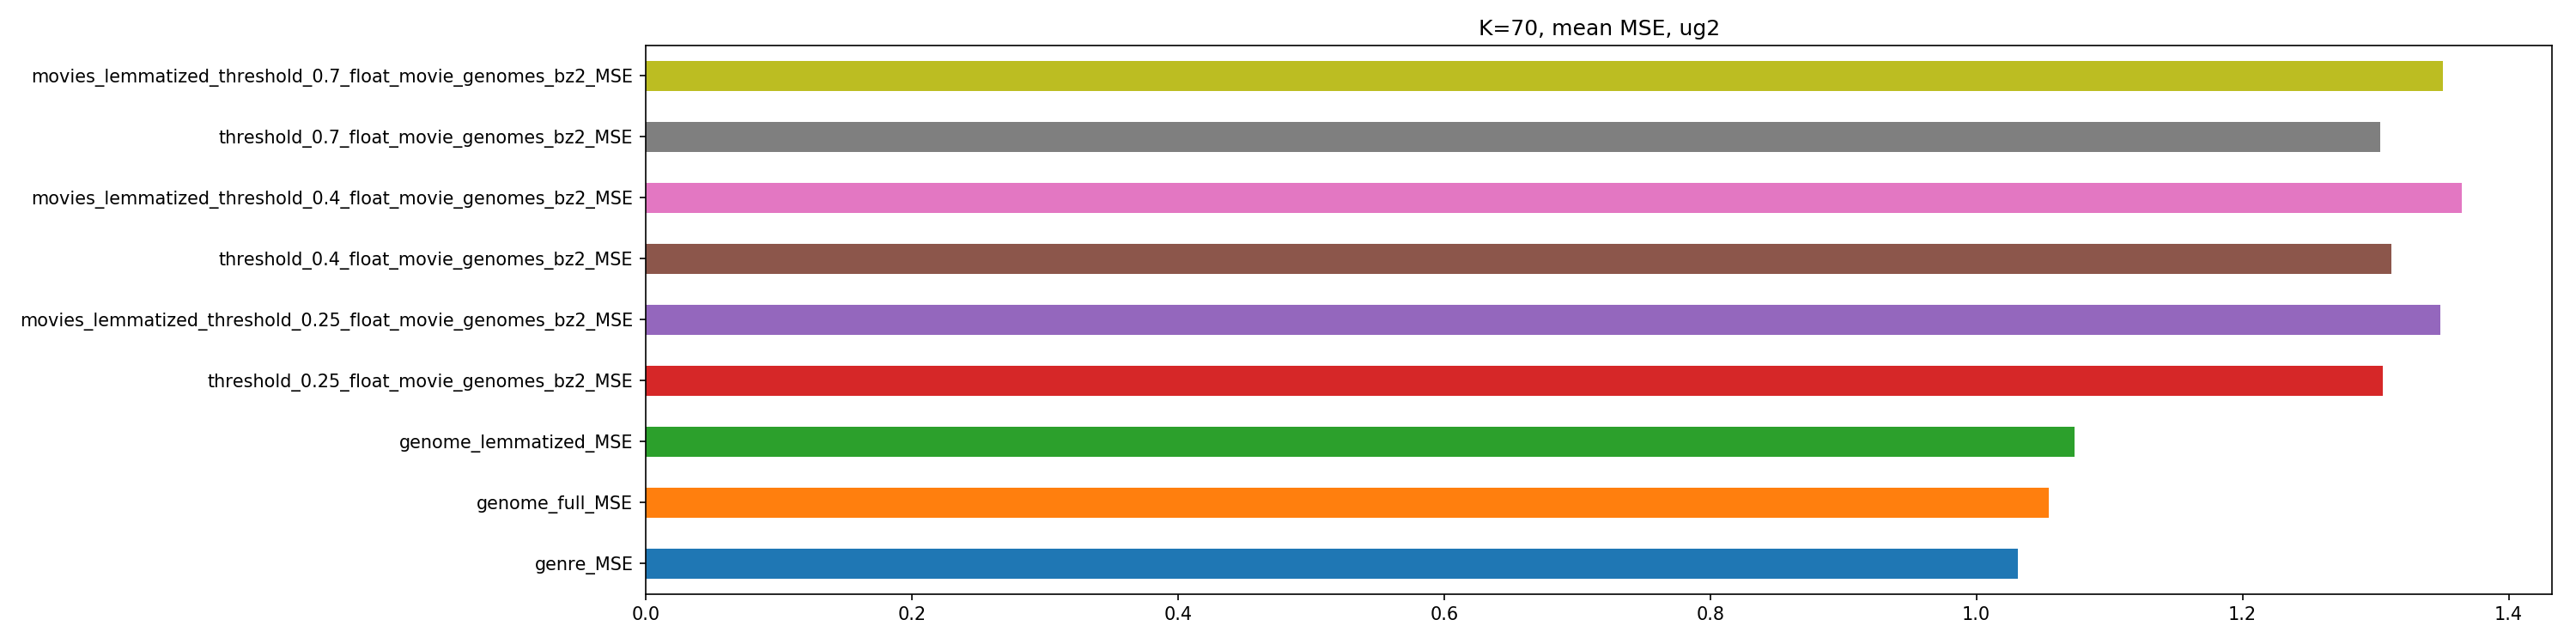 K=70, mean MSE, ug2
movies_lemmatized_threshold_0.7_float_movie_genomes_bz2_MSE
threshold_0.7_float_movie_genomes_bz2_MSE
movies_lemmatized_threshold_0.4_float_movie_genomes_bz2_MSE
threshold_0.4_float_movie_genomes_bz2_MSE
movies_lemmatized_threshold_0.25_float_movie_genomes_bz2_MSE
threshold_0.25_float_movie_genomes_bz2_MSE
genome_lemmatized_MSE
genome_full_MSE
genre_MSE
0.0 0.2 0.4 0.6 0.8 1.0 1.2 1.4